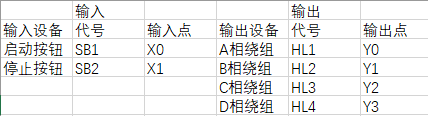 输入 输出
输入设备 代号 输入点 输出设备 代号 输出点
启动按钮 SB1 X0 A相绕组 HL1 Y0
停止按钮 SB2 X1 B相绕组 HL2 Y1
C相绕组 HL3 Y2
D相绕组 HL4 Y3